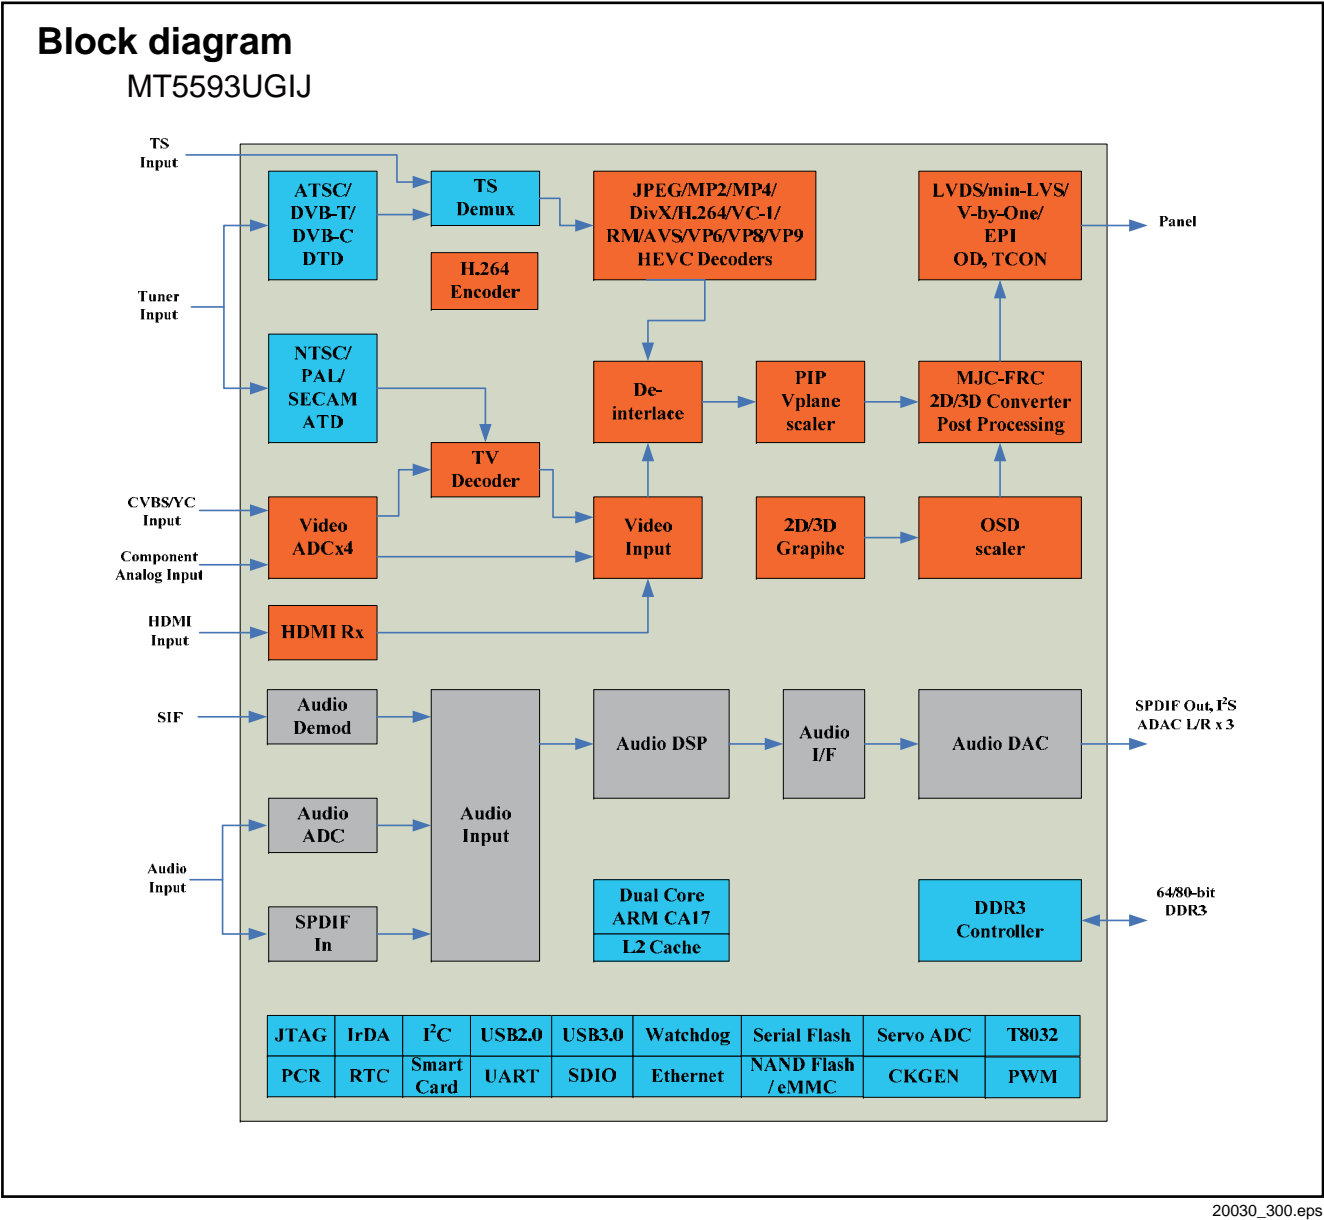 Block diagram
MT5593UGIJ
TS
Input
ATSC/
DVB-T/
DVB-C
DTD
TS
Demux
JPEG/MP2/MP4/
DivX/H.264/VC-1/
RM/AVS/VP6/VP8/VP9
HEVC Decoders
LVDS/min-LVS/
V-by-One/
EPI
OD, TCON
Panel
H.264
Encoder
Tuner
Input
NTSC/
PAL/
SECAM
ATD
De-
interlace
PIP
Vplane
scaler
MJC-FRC
2D/3D Converter
Post Processing
TV
Decoder
CVBS/YC
Input
Component
Analog Input
Video
ADCx4
Video
Input
2D/3D
Grapihc
OSD
scaler
HDMI
Input
HDMI Rx
SIF
Audio
Demod
Audio DSP
Audio
I/F
Audio DAC
SPDIF Out, I²S
ADAC L/R x 3
Audio
ADC
Audio
Input
Audio
Input
SPDIF
In
Dual Core
ARM CA17
L2 Cache
DDR3
Controller
64/80-bit
DDR3
JTAG IrDA I²C USB2.0 USB3.0 Watchdog Serial Flash Servo ADC T8032
PCR RTC Smart Card UART SDIO Ethernet NAND Flash / eMMC CKGEN PWM
20030_300.eps